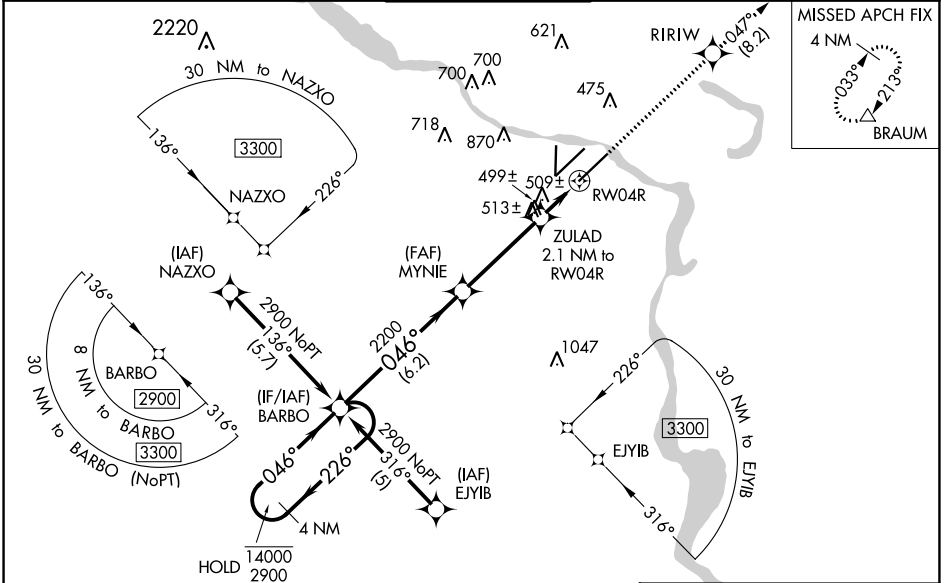 MISSED APCH FIX
4 NM
033°
213°
BRAUM
2220
30 NM to NAZXO
136°
3300
226°
NAZXO
621
RIRIW
047°
(8.2)
700
700
475
718
870
499±
509±
513±
RW04R
ZULAD
2.1 NM to
RW04R
(FAF)
MYNIE
(IAF)
NAZXO
2900 NoPT
136°
(5.7)
2200
046°
(6.2)
1047
136°
BARBO
2900
8 NM to BARBO
3300
30 NM to BARBO (NoPT)
316°
(IF/IAF)
BARBO
2900 NoPT
316°
(5)
(IAF)
EJYIB
046°
226°
4 NM
HOLD 14000
2900
226°
30 NM to EJYIB
3300
EJYIB
316°